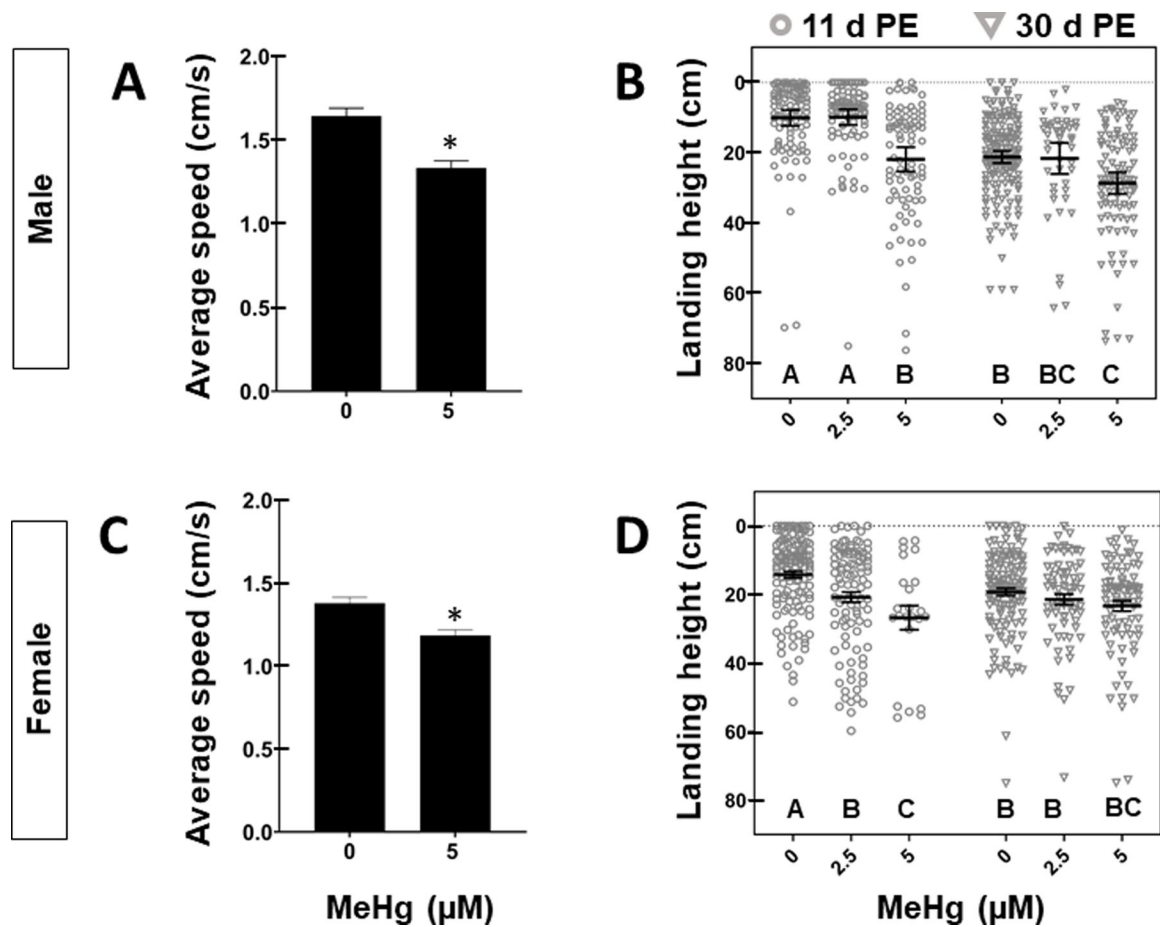 11 d PE 30 d PE
Male
A
Average speed (cm/s)
2.0
1.5
1.0
0.5
0.0
*
0 5
B
Landing height (cm)
0
20
40
60
80
A A B B BC C
0 2.5 5 0 2.5 5
Female
C
Average speed (cm/s)
2.0
1.5
1.0
0.5
0.0
*
0 5
MeHg (µM)
D
Landing height (cm)
0
20
40
60
80
A B C B B BC
0 2.5 5 0 2.5 5
MeHg (µM)